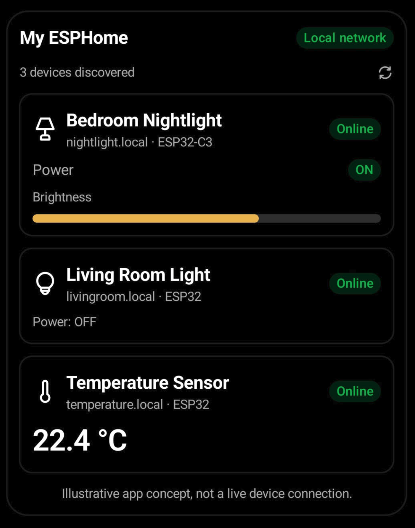 My ESPHome
Local network
3 devices discovered
Bedroom Nightlight
nightlight.local · ESP32-C3
Online
Power
ON
Brightness
Living Room Light
livingroom.local · ESP32
Online
Power: OFF
Temperature Sensor
temperature.local · ESP32
Online
22.4 °C
Illustrative app concept, not a live device connection.